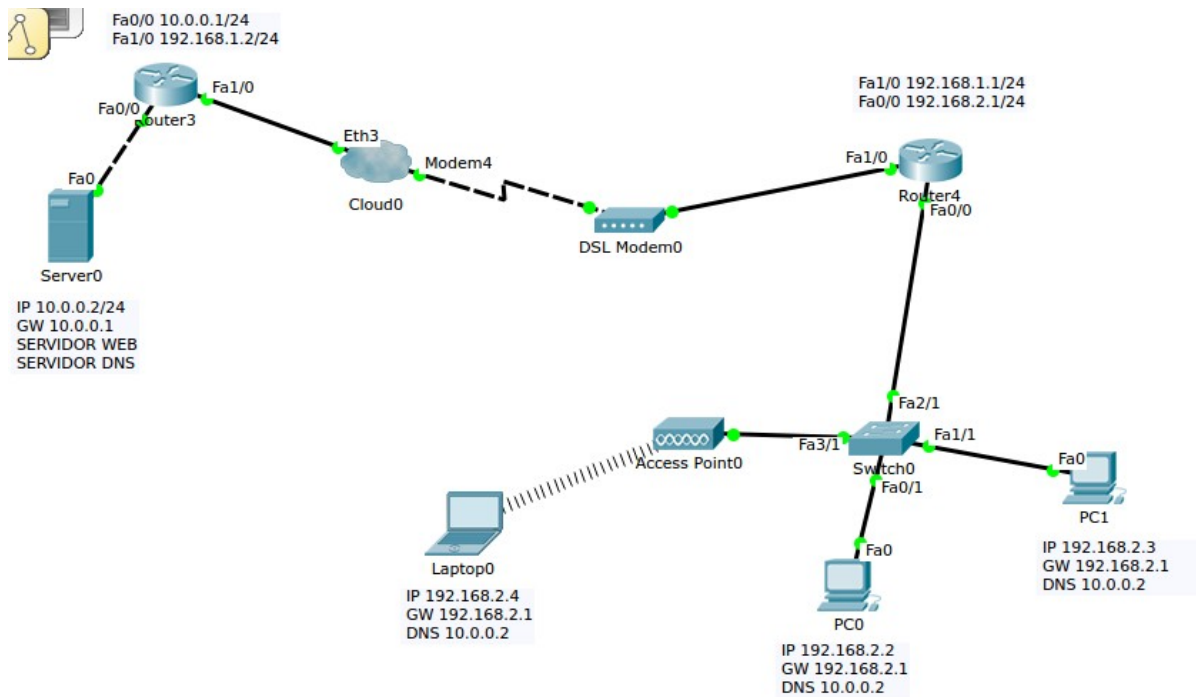 Fa0/0 10.0.0.1/24
Fa1/0 192.168.1.2/24
Fa1/0
Fa0/0
Router3
Fa0
Server0
IP 10.0.0.2/24
GW 10.0.0.1
SERVIDOR WEB
SERVIDOR DNS
Eth3
Modem4
Cloud0
DSL Modem0
Fa1/0 192.168.1.1/24
Fa0/0 192.168.2.1/24
Fa1/0
Router4
Fa0/0
Fa2/1
Fa3/1
Fa1/1
Access Point0
Switch0
Fa0/1
Fa0
PC1
IP 192.168.2.3
GW 192.168.2.1
DNS 10.0.0.2
Laptop0
IP 192.168.2.4
GW 192.168.2.1
DNS 10.0.0.2
Fa0
PC0
IP 192.168.2.2
GW 192.168.2.1
DNS 10.0.0.2